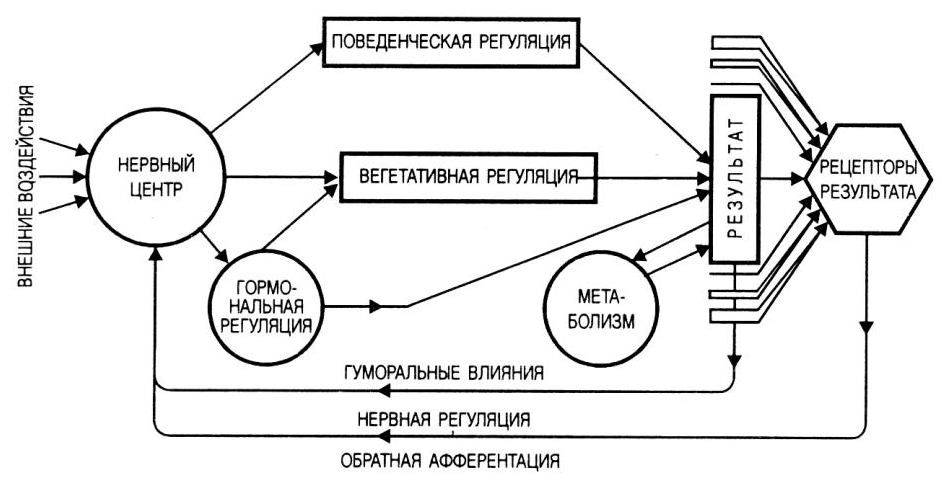 ПОВЕДЕНЧЕСКАЯ РЕГУЛЯЦИЯ
ВНЕШНИЕ ВОЗДЕЙСТВИЯ
НЕРВНЫЙ
ЦЕНТР
ВЕГЕТАТИВНАЯ РЕГУЛЯЦИЯ
РЕЗУЛЬТАТ
РЕЦЕПТОРЫ
РЕЗУЛЬТАТА
ГОРМО-
НАЛЬНАЯ
РЕГУЛЯЦИЯ
МЕТА-
БОЛИЗМ
ГУМОРАЛЬНЫЕ ВЛИЯНИЯ
НЕРВНАЯ РЕГУЛЯЦИЯ
ОБРАТНАЯ АФФЕРЕНТАЦИЯ